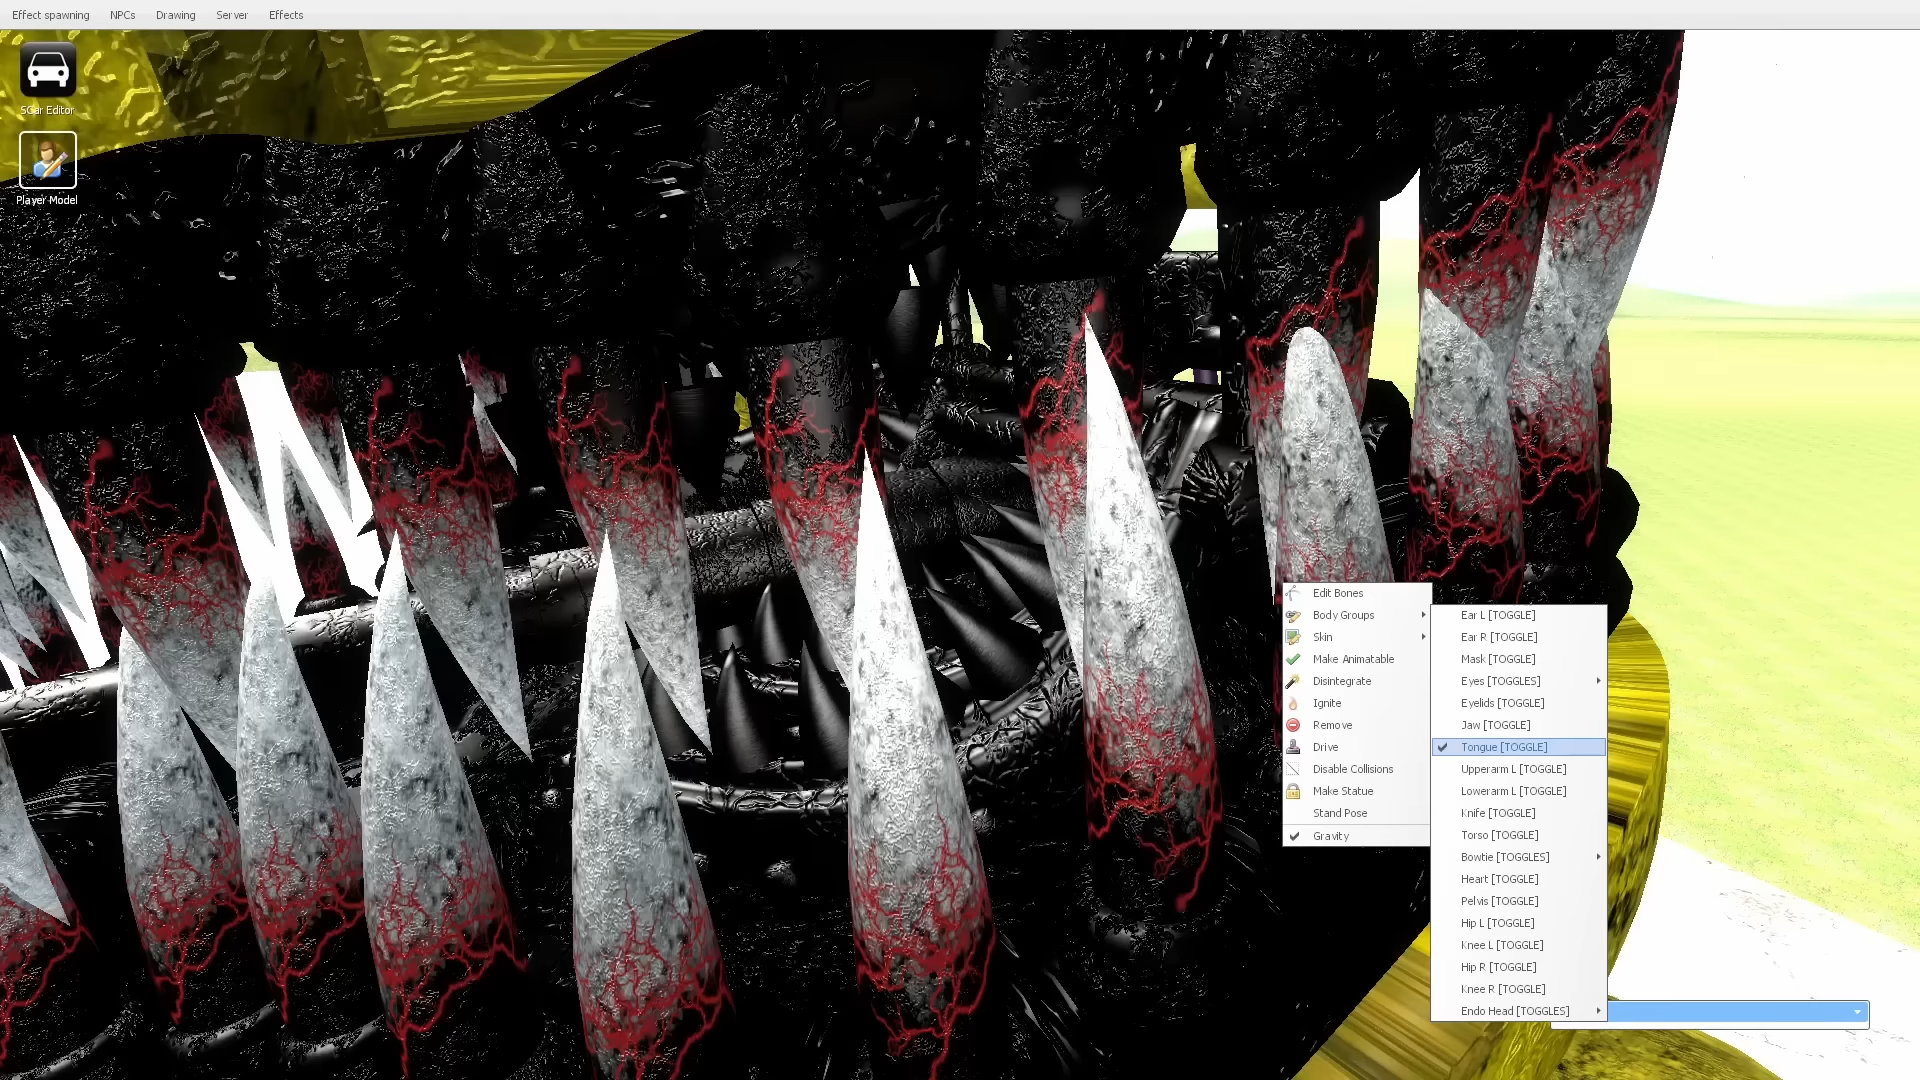 Effect spawning NPCs Drawing Server Effects
SCar Editor
Player Model
Edit Bones
Body Groups
Skin
Make Animatable
Disintegrate
Ignite
Remove
Drive
Disable Collisions
Make Statue
Stand Pose
Gravity
Ear L [TOGGLE]
Ear R [TOGGLE]
Mask [TOGGLE]
Eyes [TOGGLES]
Eyelids [TOGGLE]
Jaw [TOGGLE]
Tongue [TOGGLE]
Upperarm L [TOGGLE]
Lowerarm L [TOGGLE]
Knife [TOGGLE]
Torso [TOGGLE]
Bowtie [TOGGLES]
Heart [TOGGLE]
Pelvis [TOGGLE]
Hip L [TOGGLE]
Knee L [TOGGLE]
Hip R [TOGGLE]
Knee R [TOGGLE]
Endo Head [TOGGLES]